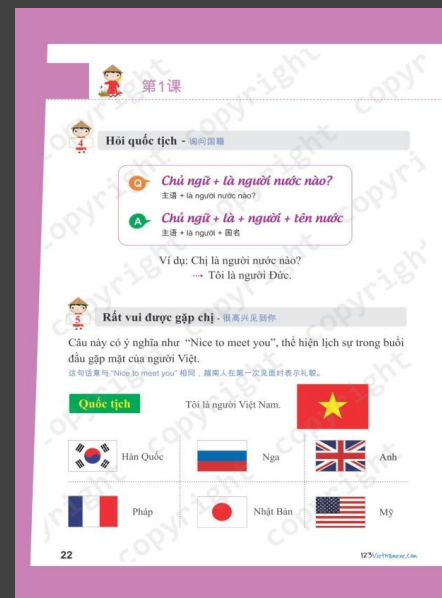 第1课
4
Hỏi quốc tịch - 询问国籍
Q Chủ ngữ + là người nước nào?
主语 + là người nước nào?
A Chủ ngữ + là + người + tên nước
主语 + là người + 国名
Ví dụ: Chị là người nước nào?
Tôi là người Đức.
5
Rất vui được gặp chị - 很高兴见到你
Câu này có ý nghĩa như “Nice to meet you”, thể hiện lịch sự trong buổi
đầu gặp mặt của người Việt.
这句话意与 “Nice to meet you” 相同，越南人在第一次见面时表示礼貌。
Quốc tịch
Tôi là người Việt Nam.
Hàn Quốc
Nga
Anh
Pháp
Nhật Bản
Mỹ
22
123Vietnamese.com
copyright